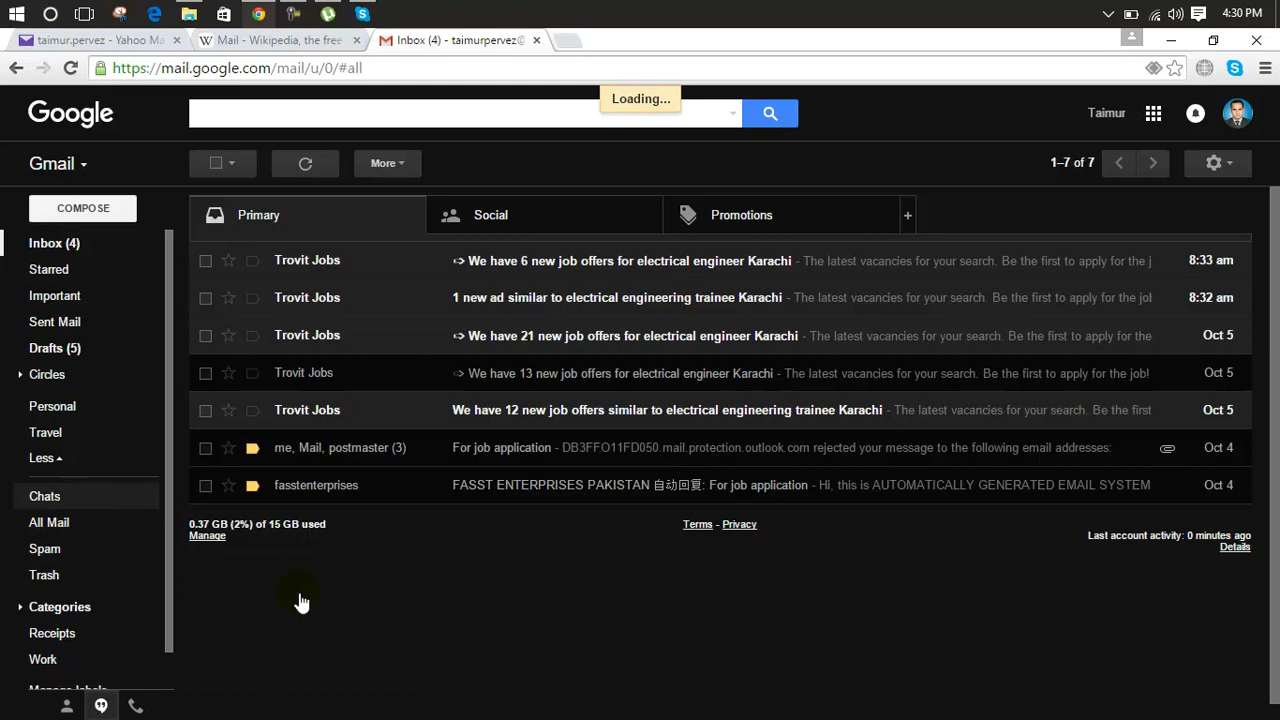 4:30 PM
taimur.pervez - Yahoo Ma
W Mail - Wikipedia, the free
Inbox (4) - taimurpervez@
https://mail.google.com/mail/u/0/#all
Loading...
Google
Taimur
Gmail
More
1–7 of 7
COMPOSE
Primary
Social
Promotions
+
Inbox (4)
Starred
Important
Sent Mail
Drafts (5)
Circles
Personal
Travel
Less
Chats
All Mail
Spam
Trash
Categories
Receipts
Work
Manage labels
Trovit Jobs ➩ We have 6 new job offers for electrical engineer Karachi - The latest vacancies for your search. Be the first to apply for the j 8:33 am
Trovit Jobs 1 new ad similar to electrical engineering trainee Karachi - The latest vacancies for your search. Be the first to apply for the jol 8:32 am
Trovit Jobs ➩ We have 21 new job offers for electrical engineer Karachi - The latest vacancies for your search. Be the first to apply for the Oct 5
Trovit Jobs ➩ We have 13 new job offers for electrical engineer Karachi - The latest vacancies for your search. Be the first to apply for the job! Oct 5
Trovit Jobs We have 12 new job offers similar to electrical engineering trainee Karachi - The latest vacancies for your search. Be the first Oct 5
me, Mail, postmaster (3) For job application - DB3FFO11FD050.mail.protection.outlook.com rejected your message to the following email addresses: Oct 4
fasstenterprises FASST ENTERPRISES PAKISTAN 自动回复: For job application - Hi, this is AUTOMATICALLY GENERATED EMAIL SYSTEM Oct 4
0.37 GB (2%) of 15 GB used
Manage
Terms - Privacy
Last account activity: 0 minutes ago
Details